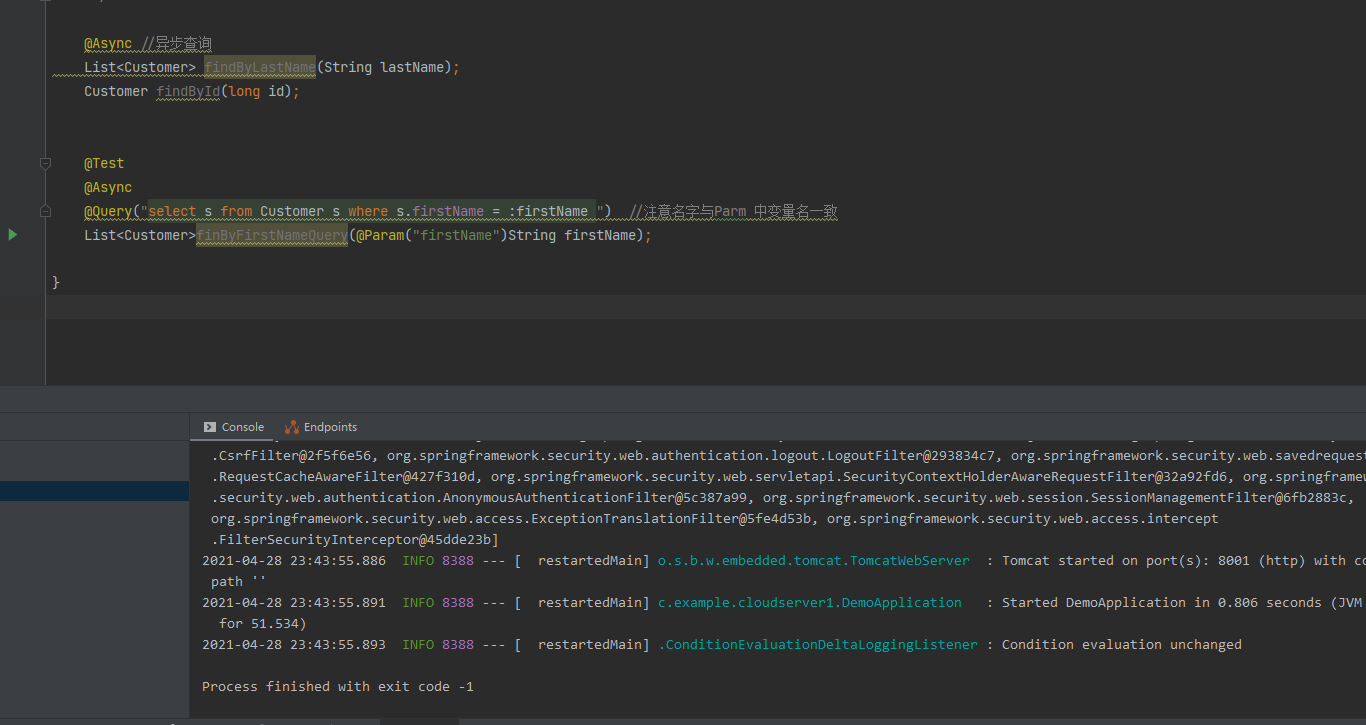 @Async //异步查询
List<Customer> findByLastName(String lastName);
Customer findById(long id);
@Test
@Async
@Query("select s from Customer s where s.firstName = :firstName ") //注意名字与Parm 中变量名一致
List<Customer>finByFirstNameQuery(@Param("firstName")String firstName);
}
Console Endpoints
.CsrfFilter@2f5f6e56, org.springframework.security.web.authentication.logout.LogoutFilter@293834c7, org.springframework.security.web.savedrequest
.RequestCacheAwareFilter@427f310d, org.springframework.security.web.servletapi.SecurityContextHolderAwareRequestFilter@32a92fd6, org.springframew
.security.web.authentication.AnonymousAuthenticationFilter@5c387a99, org.springframework.security.web.session.SessionManagementFilter@6fb2883c,
org.springframework.security.web.access.ExceptionTranslationFilter@5fe4d53b, org.springframework.security.web.access.intercept
.FilterSecurityInterceptor@45dde23b]
2021-04-28 23:43:55.886 INFO 8388 --- [ restartedMain] o.s.b.w.embedded.tomcat.TomcatWebServer : Tomcat started on port(s): 8001 (http) with co
path ''
2021-04-28 23:43:55.891 INFO 8388 --- [ restartedMain] c.example.cloudserver1.DemoApplication : Started DemoApplication in 0.806 seconds (JVM
for 51.534)
2021-04-28 23:43:55.893 INFO 8388 --- [ restartedMain] .ConditionEvaluationDeltaLoggingListener : Condition evaluation unchanged
Process finished with exit code -1